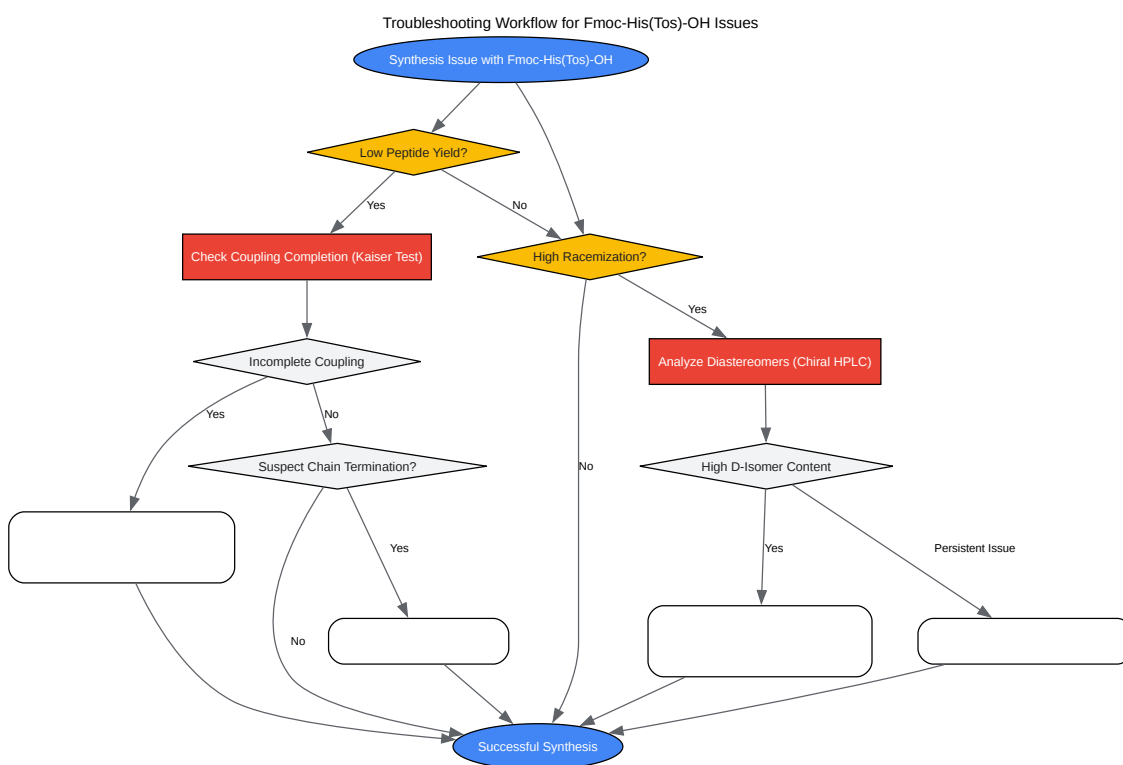 Troubleshooting Workflow for Fmoc-His(Tos)-OH Issues
Synthesis Issue with Fmoc-His(Tos)-OH
Low Peptide Yield?
Yes
No
Check Coupling Completion (Kaiser Test)
High Racemization?
Yes
Incomplete Coupling
Analyze Diastereomers (Chiral HPLC)
Yes
No
Suspect Chain Termination?
No
High D-Isomer Content
Yes
Yes
Persistent Issue
No
Successful Synthesis